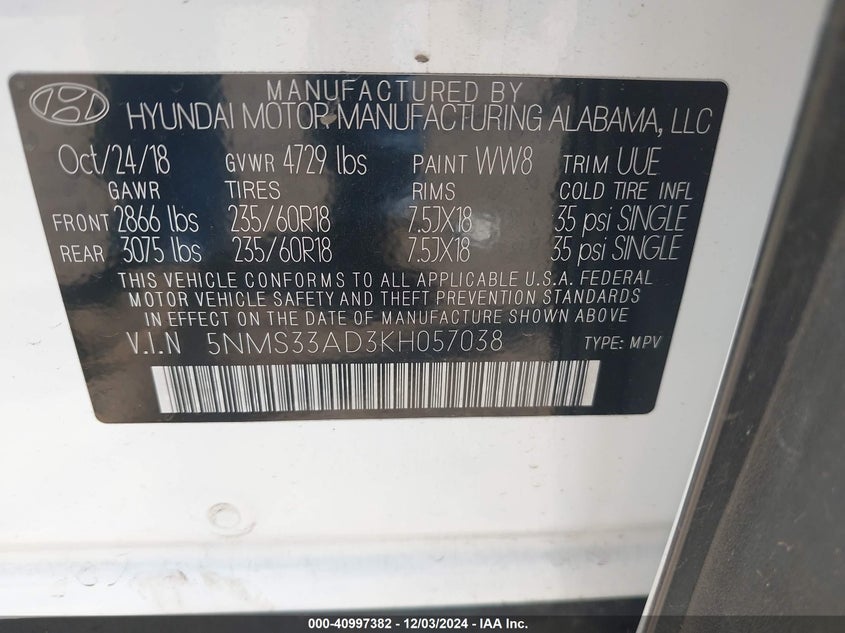 MANUFACTURED BY
HYUNDAI MOTOR MANUFACTURING ALABAMA, LLC
Oct/24/18 GVWR 4729 lbs PAINT WW8 TRIM UUE
GAWR TIRES RIMS COLD TIRE INFL
FRONT 2866 lbs 235/60R18 7.5JX18 35 psi SINGLE
REAR 3075 lbs 235/60R18 7.5JX18 35 psi SINGLE
THIS VEHICLE CONFORMS TO ALL APPLICABLE U.S.A. FEDERAL
MOTOR VEHICLE SAFETY AND THEFT PREVENTION STANDARDS
IN EFFECT ON THE DATE OF MANUFACTURE SHOWN ABOVE
V.I.N 5NMS33AD3KH057038 TYPE: MPV
000-40997382 - 12/03/2024 - IAA Inc.